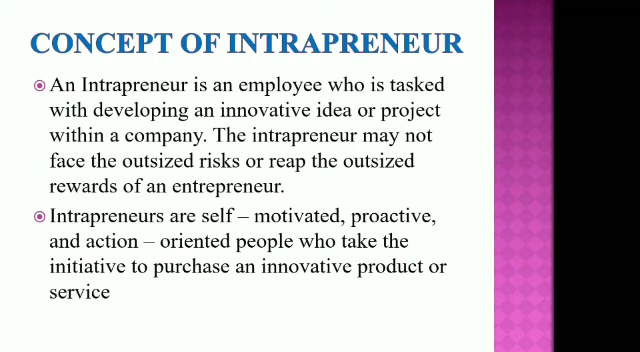 CONCEPT OF INTRAPRENEUR
An Intrapreneur is an employee who is tasked
with developing an innovative idea or project
within a company. The intrapreneur may not
face the outsized risks or reap the outsized
rewards of an entrepreneur.
Intrapreneurs are self – motivated, proactive,
and action – oriented people who take the
initiative to purchase an innovative product or
service